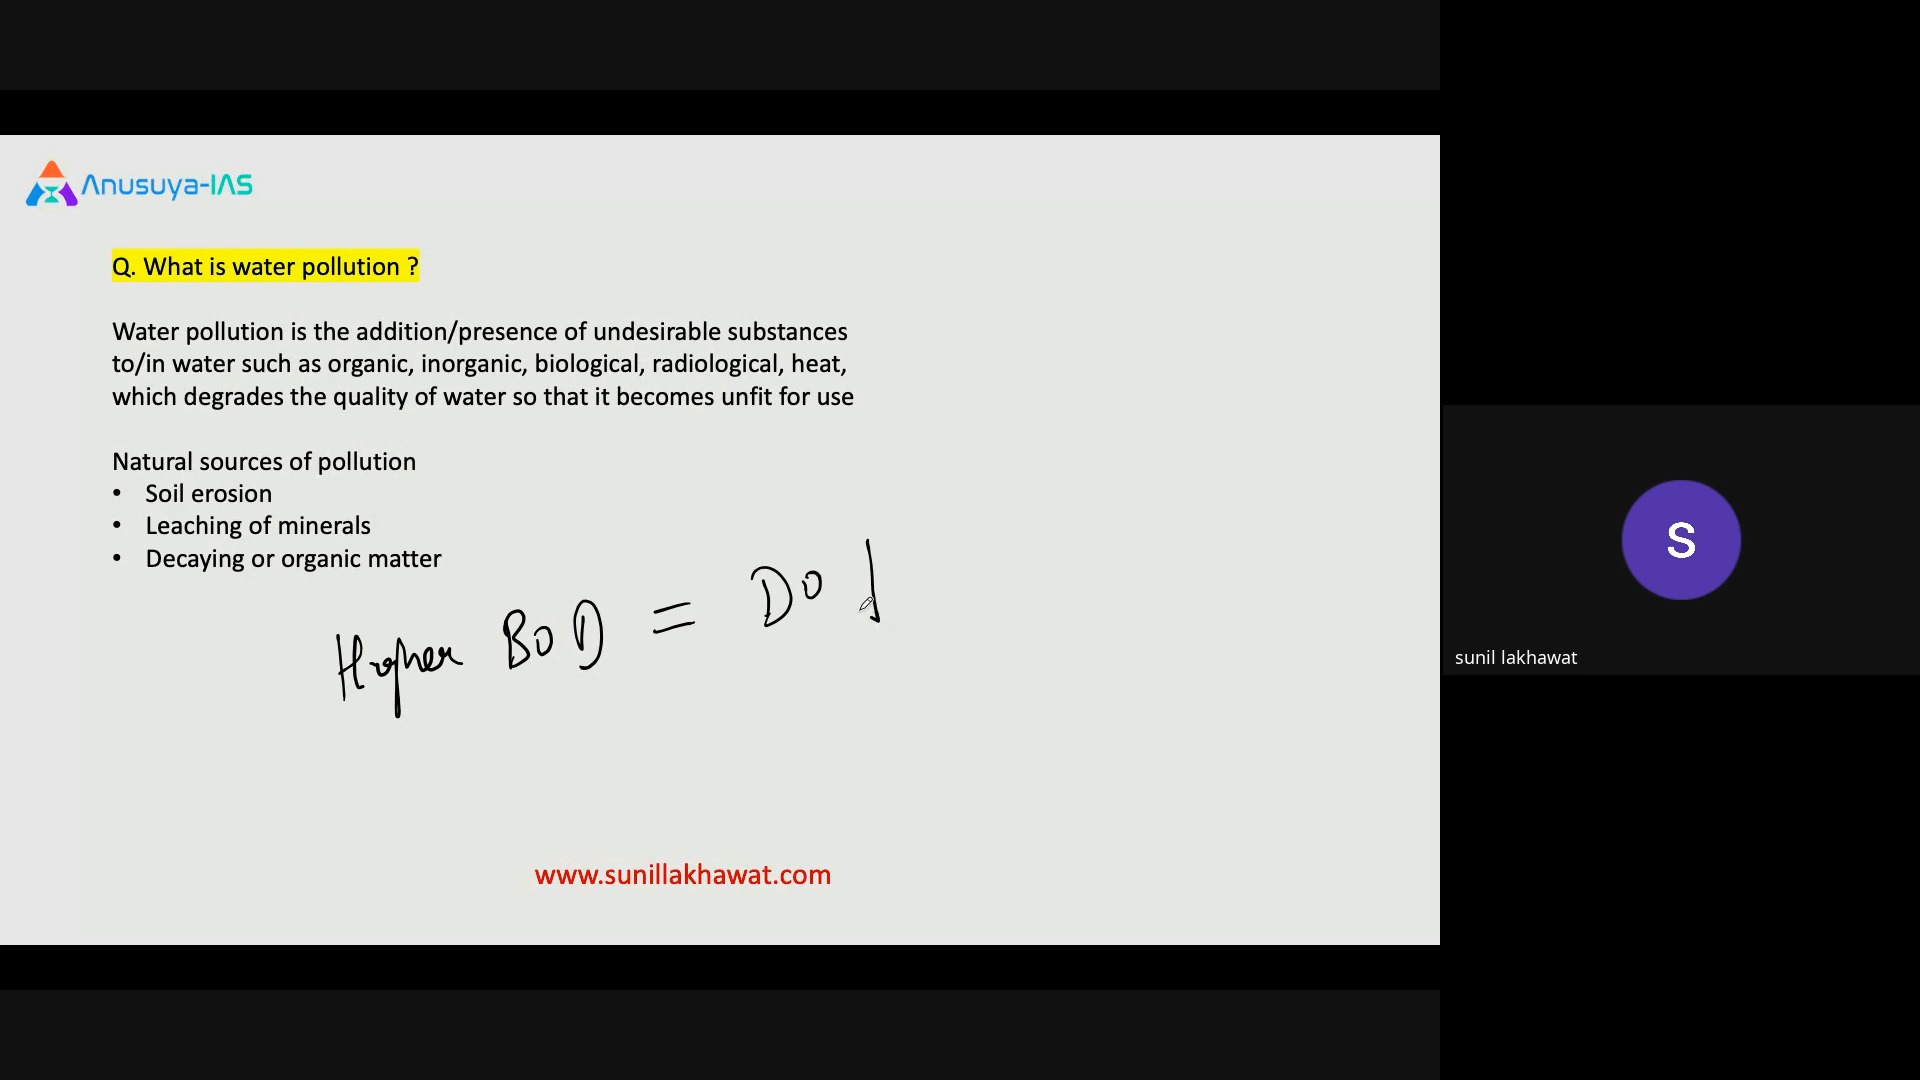 Anusuya-IAS
Q. What is water pollution ?
Water pollution is the addition/presence of undesirable substances
to/in water such as organic, inorganic, biological, radiological, heat,
which degrades the quality of water so that it becomes unfit for use
Natural sources of pollution
• Soil erosion
• Leaching of minerals
• Decaying or organic matter
Higher BOD = DO ↓
www.sunillakhawat.com
S
sunil lakhawat